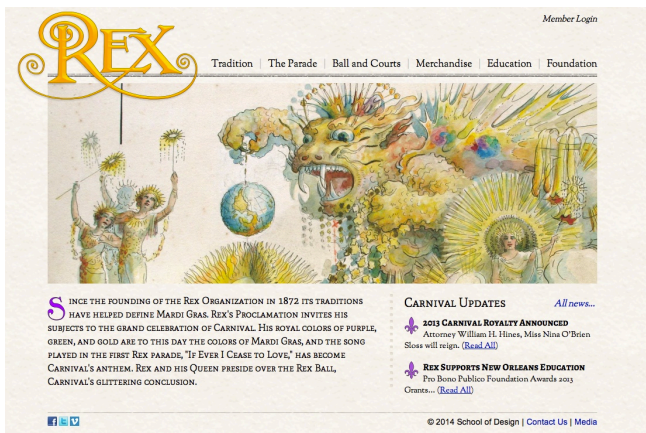 Member Login
REX
Tradition | The Parade | Ball and Courts | Merchandise | Education | Foundation
SINCE THE FOUNDING OF THE REX ORGANIZATION IN 1872 ITS TRADITIONS
HAVE HELPED DEFINE MARDI GRAS. REX'S PROCLAMATION INVITES HIS
SUBJECTS TO THE GRAND CELEBRATION OF CARNIVAL. HIS ROYAL COLORS OF PURPLE,
GREEN, AND GOLD ARE TO THIS DAY THE COLORS OF MARDI GRAS, AND THE SONG
PLAYED IN THE FIRST REX PARADE, "IF EVER I CEASE TO LOVE," HAS BECOME
CARNIVAL'S ANTHEM. REX AND HIS QUEEN PRESIDE OVER THE REX BALL,
CARNIVAL'S GLITTERING CONCLUSION.
CARNIVAL UPDATES
All news...
2013 CARNIVAL ROYALTY ANNOUNCED
Attorney William H. Hines, Miss Nina O'Brien
Sloss will reign. (Read All)
REX SUPPORTS NEW ORLEANS EDUCATION
Pro Bono Publico Foundation Awards 2013
Grants... (Read All)
© 2014 School of Design | Contact Us | Media